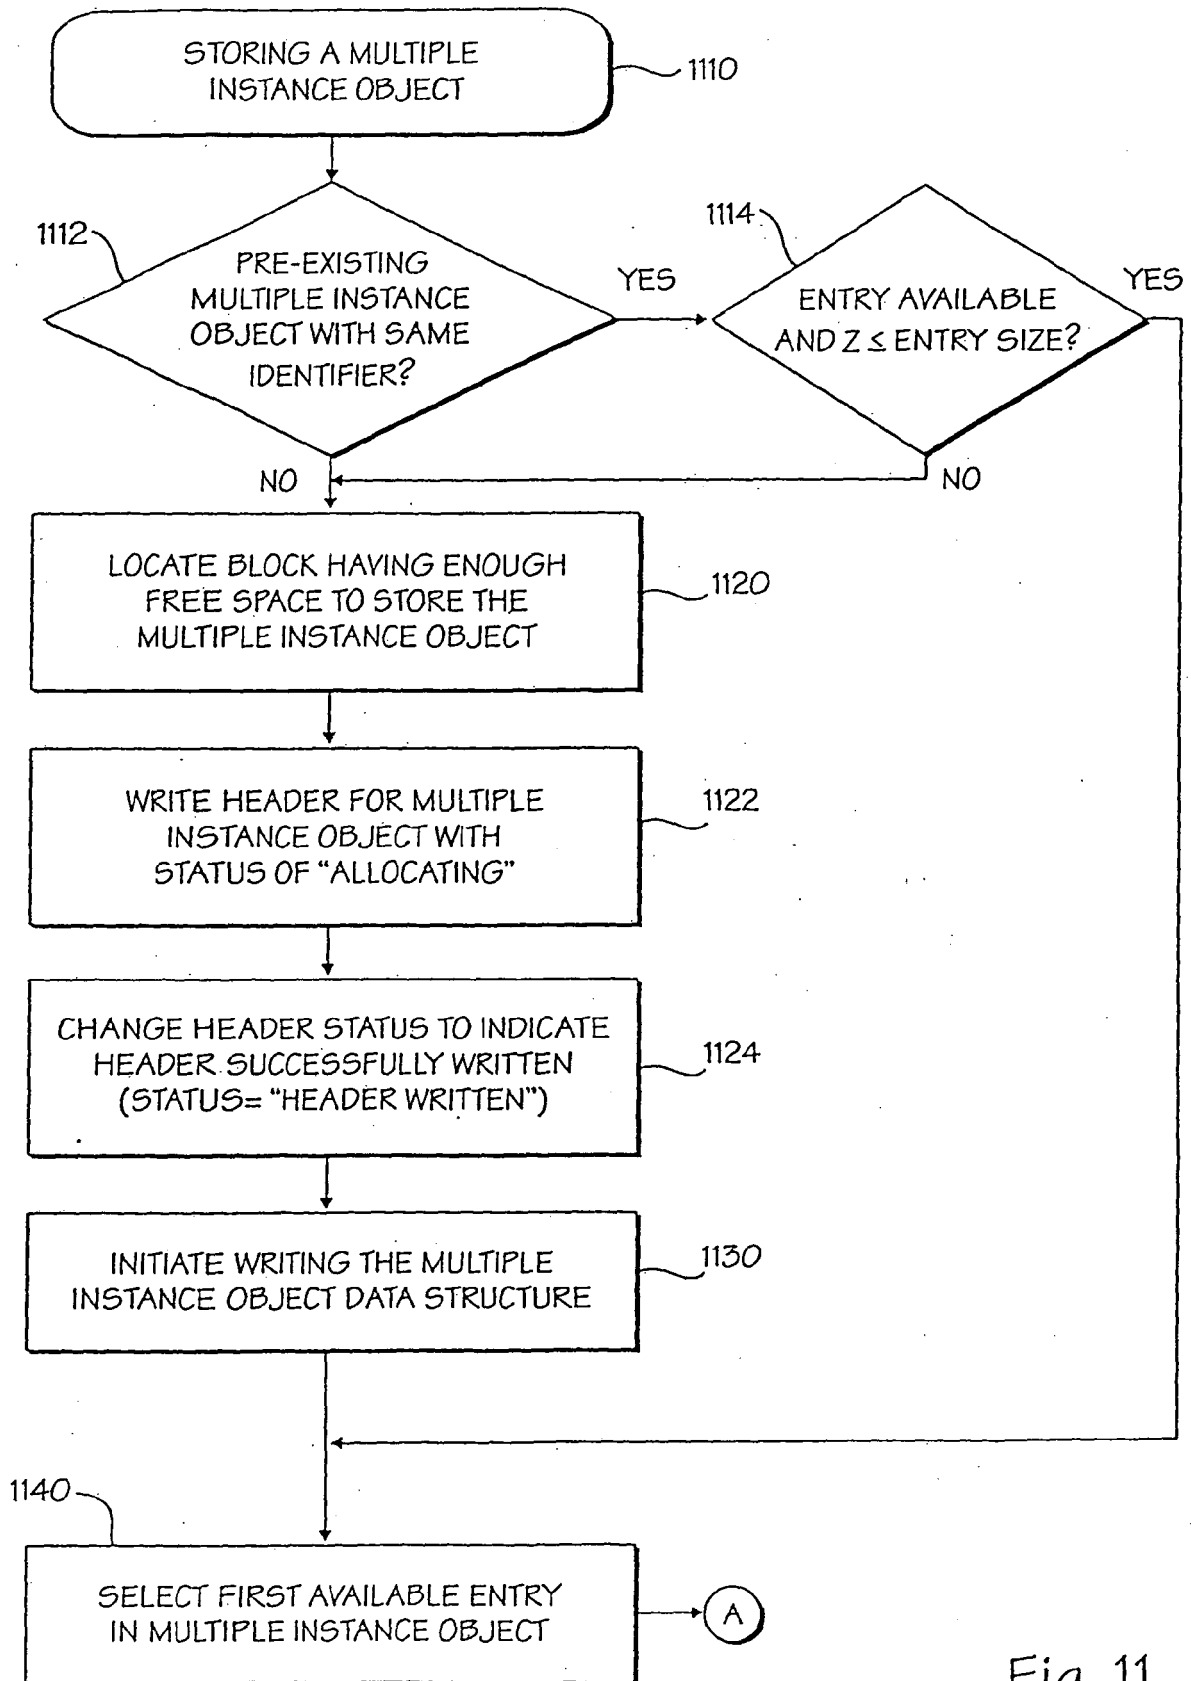 STORING A MULTIPLE
INSTANCE OBJECT
1110
1112
PRE-EXISTING
MULTIPLE INSTANCE
OBJECT WITH SAME
IDENTIFIER?
YES
1114
ENTRY AVAILABLE
AND Z ≤ ENTRY SIZE?
YES
NO
NO
LOCATE BLOCK HAVING ENOUGH
FREE SPACE TO STORE THE
MULTIPLE INSTANCE OBJECT
1120
WRITE HEADER FOR MULTIPLE
INSTANCE OBJECT WITH
STATUS OF “ALLOCATING”
1122
CHANGE HEADER STATUS TO INDICATE
HEADER SUCCESSFULLY WRITTEN
(STATUS= “HEADER WRITTEN”)
1124
INITIATE WRITING THE MULTIPLE
INSTANCE OBJECT DATA STRUCTURE
1130
1140
SELECT FIRST AVAILABLE ENTRY
IN MULTIPLE INSTANCE OBJECT
A
Fig. 11